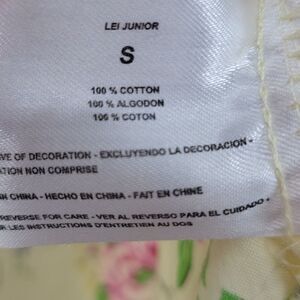 LEI JUNIOR
S
100 % COTTON
100 % ALGODON
100 % COTON
VE OF DECORATION - EXCLUYENDO LA DECORACION -
ATION NON COMPRISE
IN CHINA - HECHO EN CHINA - FAIT EN CHINE
REVERSE FOR CARE - VER AL REVERSO PARA EL CUIDADO -
R LES INSTRUCTIONS D'ENTRETIEN AU DOS